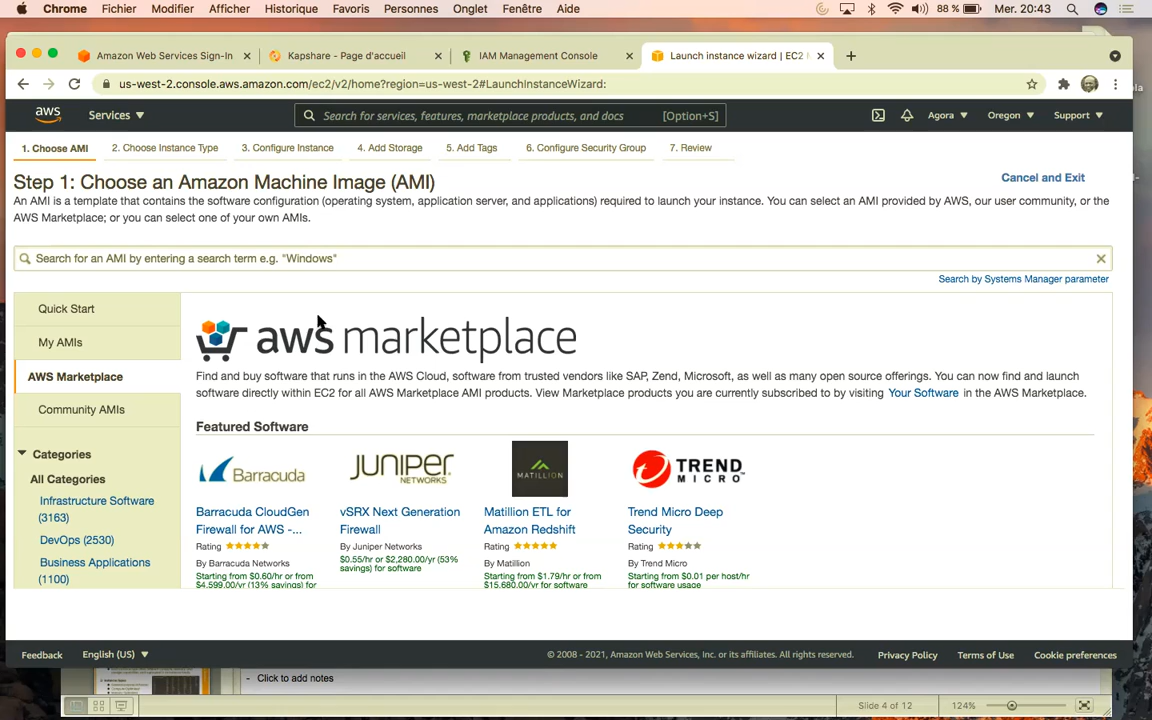 Chrome Fichier Modifier Afficher Historique Favoris Personnes Onglet Fenêtre Aide 88 % Mer. 20:43
Amazon Web Services Sign-In Kapshare - Page d'accueil IAM Management Console Launch instance wizard | EC2
us-west-2.console.aws.amazon.com/ec2/v2/home?region=us-west-2#LaunchInstanceWizard:
aws Services Search for services, features, marketplace products, and docs [Option+S] Agora Oregon Support
1. Choose AMI 2. Choose Instance Type 3. Configure Instance 4. Add Storage 5. Add Tags 6. Configure Security Group 7. Review
Step 1: Choose an Amazon Machine Image (AMI) Cancel and Exit
An AMI is a template that contains the software configuration (operating system, application server, and applications) required to launch your instance. You can select an AMI provided by AWS, our user community, or the
AWS Marketplace; or you can select one of your own AMIs.
Search for an AMI by entering a search term e.g. "Windows"
Search by Systems Manager parameter
Quick Start
My AMIs
AWS Marketplace
Community AMIs
Categories
All Categories
Infrastructure Software
(3163)
DevOps (2530)
Business Applications
(1100)
aws marketplace
Find and buy software that runs in the AWS Cloud, software from trusted vendors like SAP, Zend, Microsoft, as well as many open source offerings. You can now find and launch
software directly within EC2 for all AWS Marketplace AMI products. View Marketplace products you are currently subscribed to by visiting Your Software in the AWS Marketplace.
Featured Software
Barracuda
Barracuda CloudGen
Firewall for AWS -...
Rating
By Barracuda Networks
Starting from $0.60/hr or from
$4,599.00/yr (13% savings) for
JUNIPER
NETWORKS
vSRX Next Generation
Firewall
By Juniper Networks
$0.55/hr or $2,280.00/yr (53%
savings) for software
MATILLION
Matillion ETL for
Amazon Redshift
Rating
By Matillion
Starting from $1.79/hr or from
$15,680.00/yr for software
TREND
MICRO
Trend Micro Deep
Security
Rating
By Trend Micro
Starting from $0.01 per host/hr
for software usage
Feedback English (US) © 2008 - 2021, Amazon Web Services, Inc. or its affiliates. All rights reserved. Privacy Policy Terms of Use Cookie preferences
- Click to add notes
Slide 4 of 12 124%